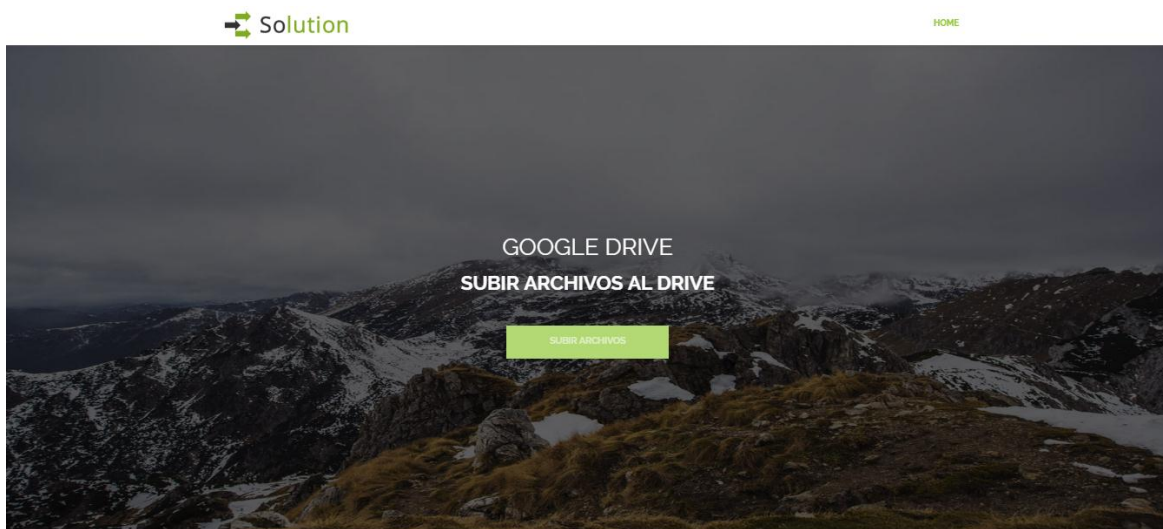 Solution
HOME
GOOGLE DRIVE
SUBIR ARCHIVOS AL DRIVE
SUBIR ARCHIVOS